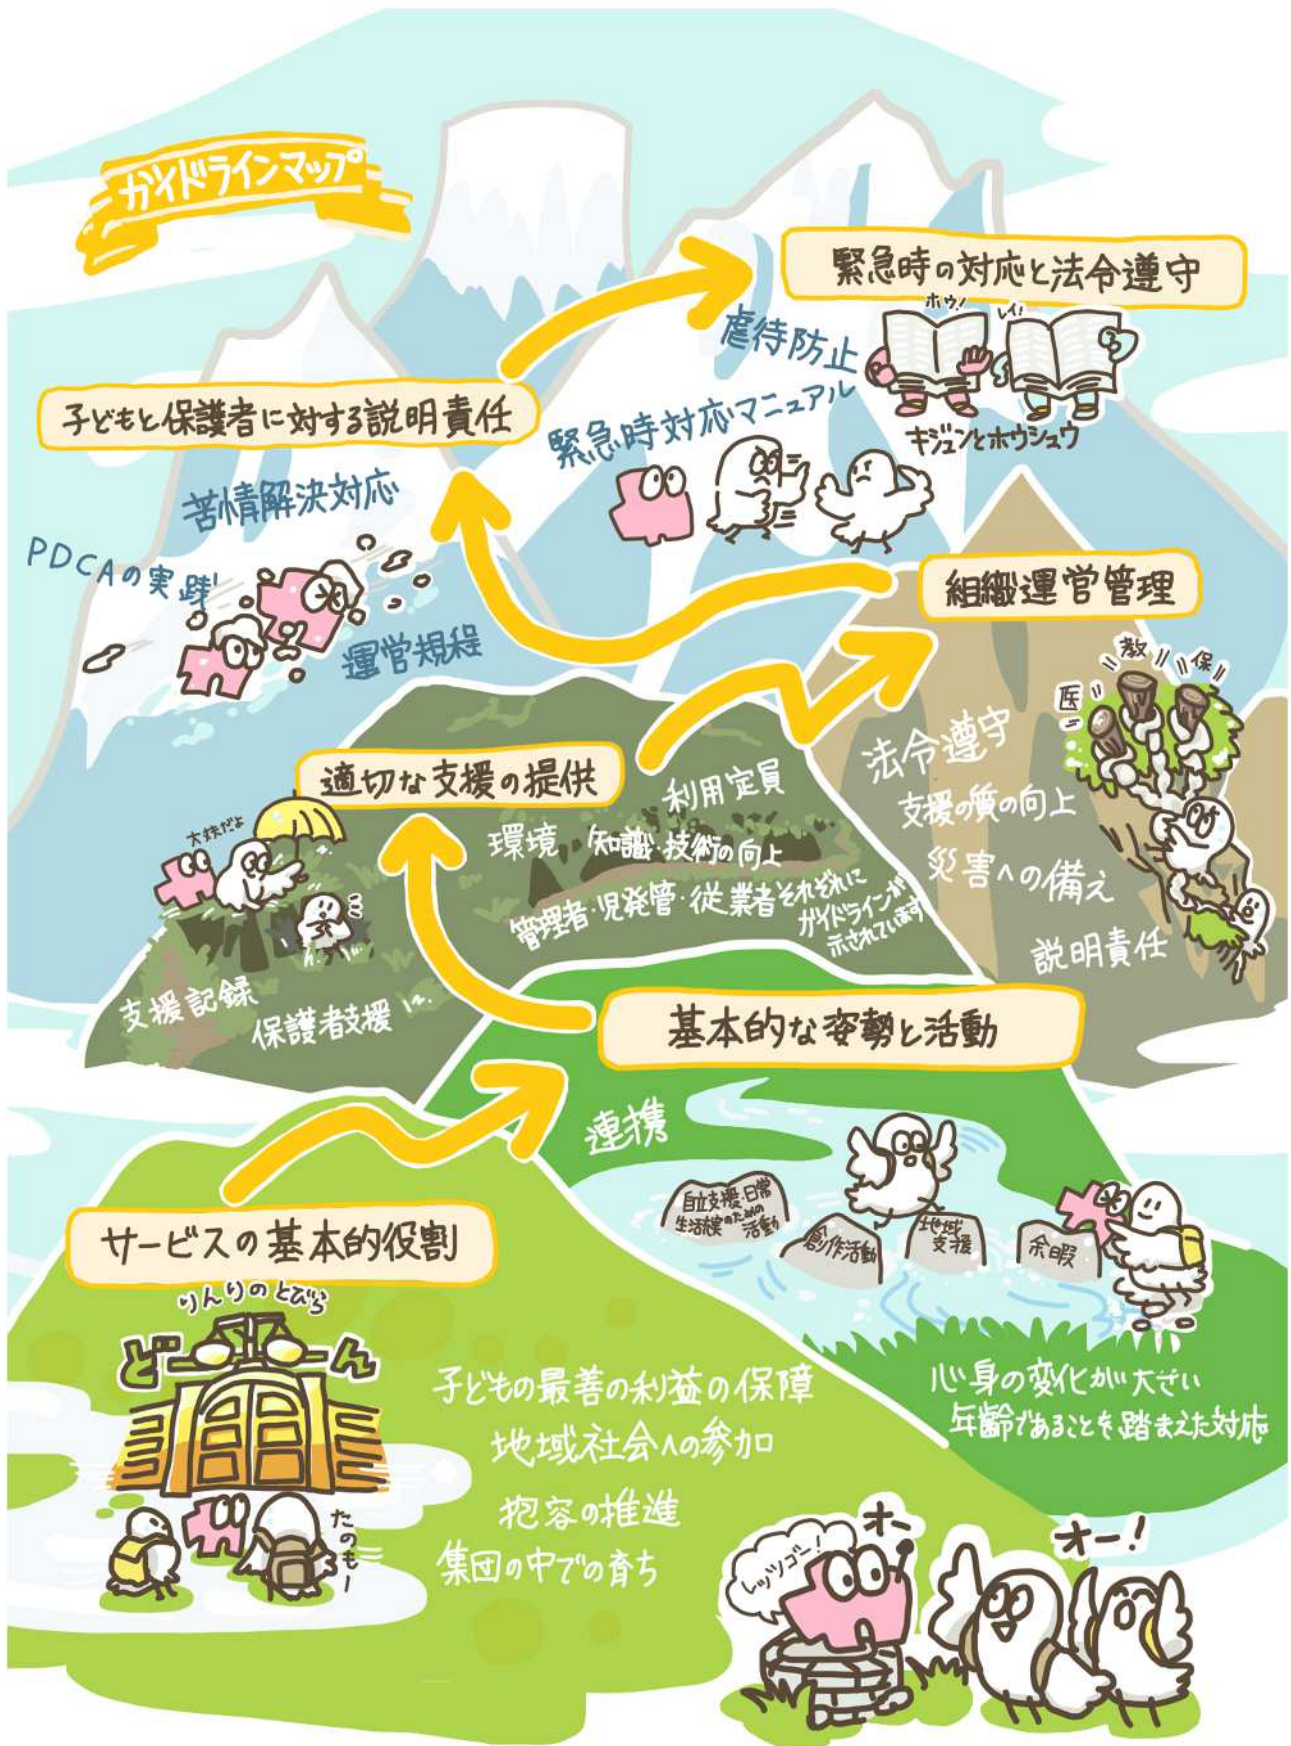 ガイドラインマップ
緊急時の対応と法令遵守
ホウ!
レイ!
キジュンとホウシュウ
虐待防止
緊急時対応マニュアル
子どもと保護者に対する説明責任
苦情解決対応
PDCAの実践
運営規程
組織運営管理
医
教
保
法令遵守
支援の質の向上
災害への備え
説明責任
適切な支援の提供
大丈夫だよ
利用定員
環境・知識・技術の向上
管理者・児発管・従業者それぞれに
ガイドラインが
示されています
支援記録
保護者支援
基本的な姿勢と活動
連携
自立支援・日常
生活の充実のための
活動
創作活動
地域
支援
余暇
心身の変化が大きい
年齢であることを踏まえた対応
サービスの基本的役割
りんりのとびら
どーん
たのもー
子どもの最善の利益の保障
地域社会への参加
抱容の推進
集団の中での育ち
レッツゴー!
オー
オー!